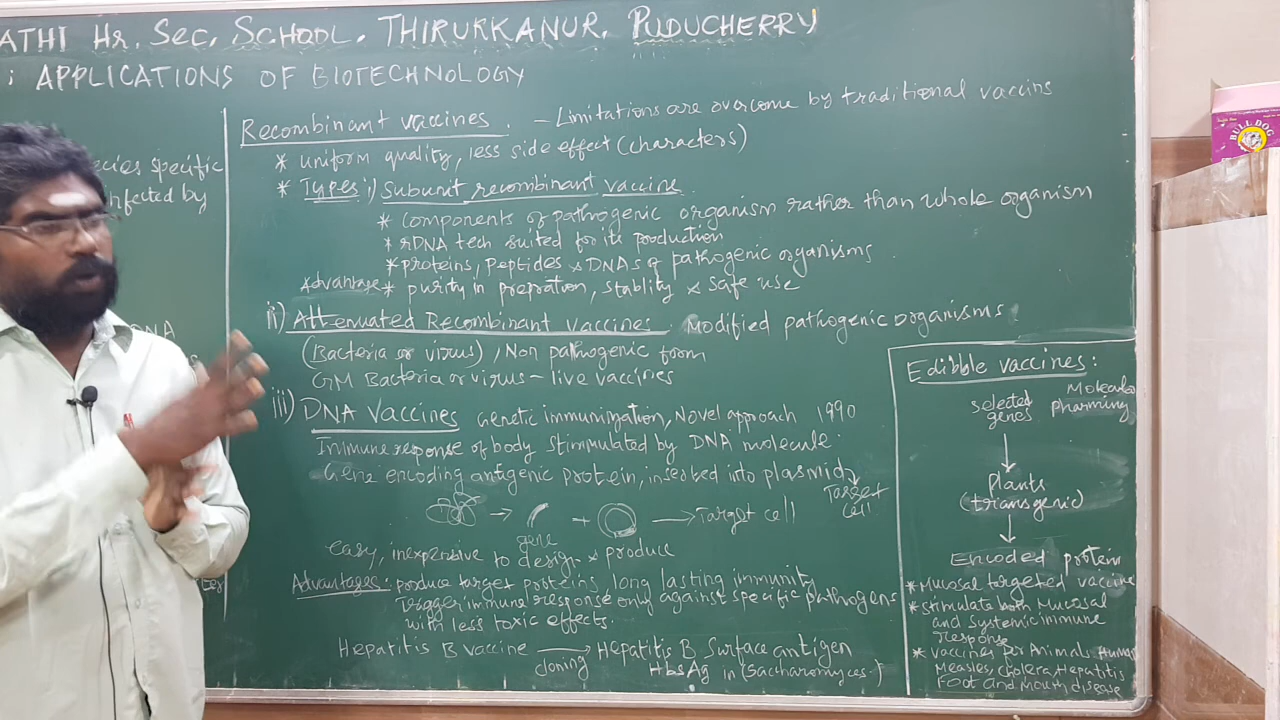 ATHI Hr. Sec. SCHOOL. THIRUKKANUR. PUDUCHERRY
: APPLICATIONS OF BIOTECHNOLOGY
cies specific
nfected by
DNA
Recombinant vaccines. - Limitations are overcome by traditional vaccins
* uniform quality, less side effect (characters)
* Types: i) Subunit recombinant vaccine
* components of pathogenic organism rather than whole organism
* rDNA tech suited for its production
* proteins, Peptides & DNAs of pathogenic organisms
*Advantage* purity in prepration, stablity & safe use
ii) Attenuated Recombinant vaccines Modified pathogenic organisms
(Bacteria or virus), Non pathogenic form
GM Bacteria or virus - live vaccines
iii) DNA Vaccines Genetic immunization, Novel approach 1990
Immune response of body stimulated by DNA molecule.
Gene encoding antigenic protein, inserted into plasmid
Target cell
gene
+
Target cell
easy, inexpensive to design & produce
Advantages: produce target proteins, long lasting immunity
Trigger immune response only against specific pathogens
with less toxic effects.
Hepatitis B vaccine → Hepatitis B Surface antigen
cloning HbsAg in (Saccharomyces.)
Edible vaccines:
Molecular pharming
selected genes
Plants
(transgenic)
Encoded protein
* Mucosal targeted vaccine
* stimulate both Mucosal
and systemic immune
response
* vaccines for Animals Human
Measles, cholera, Hepatitis
Foot and Mouth disease
BULLDOG